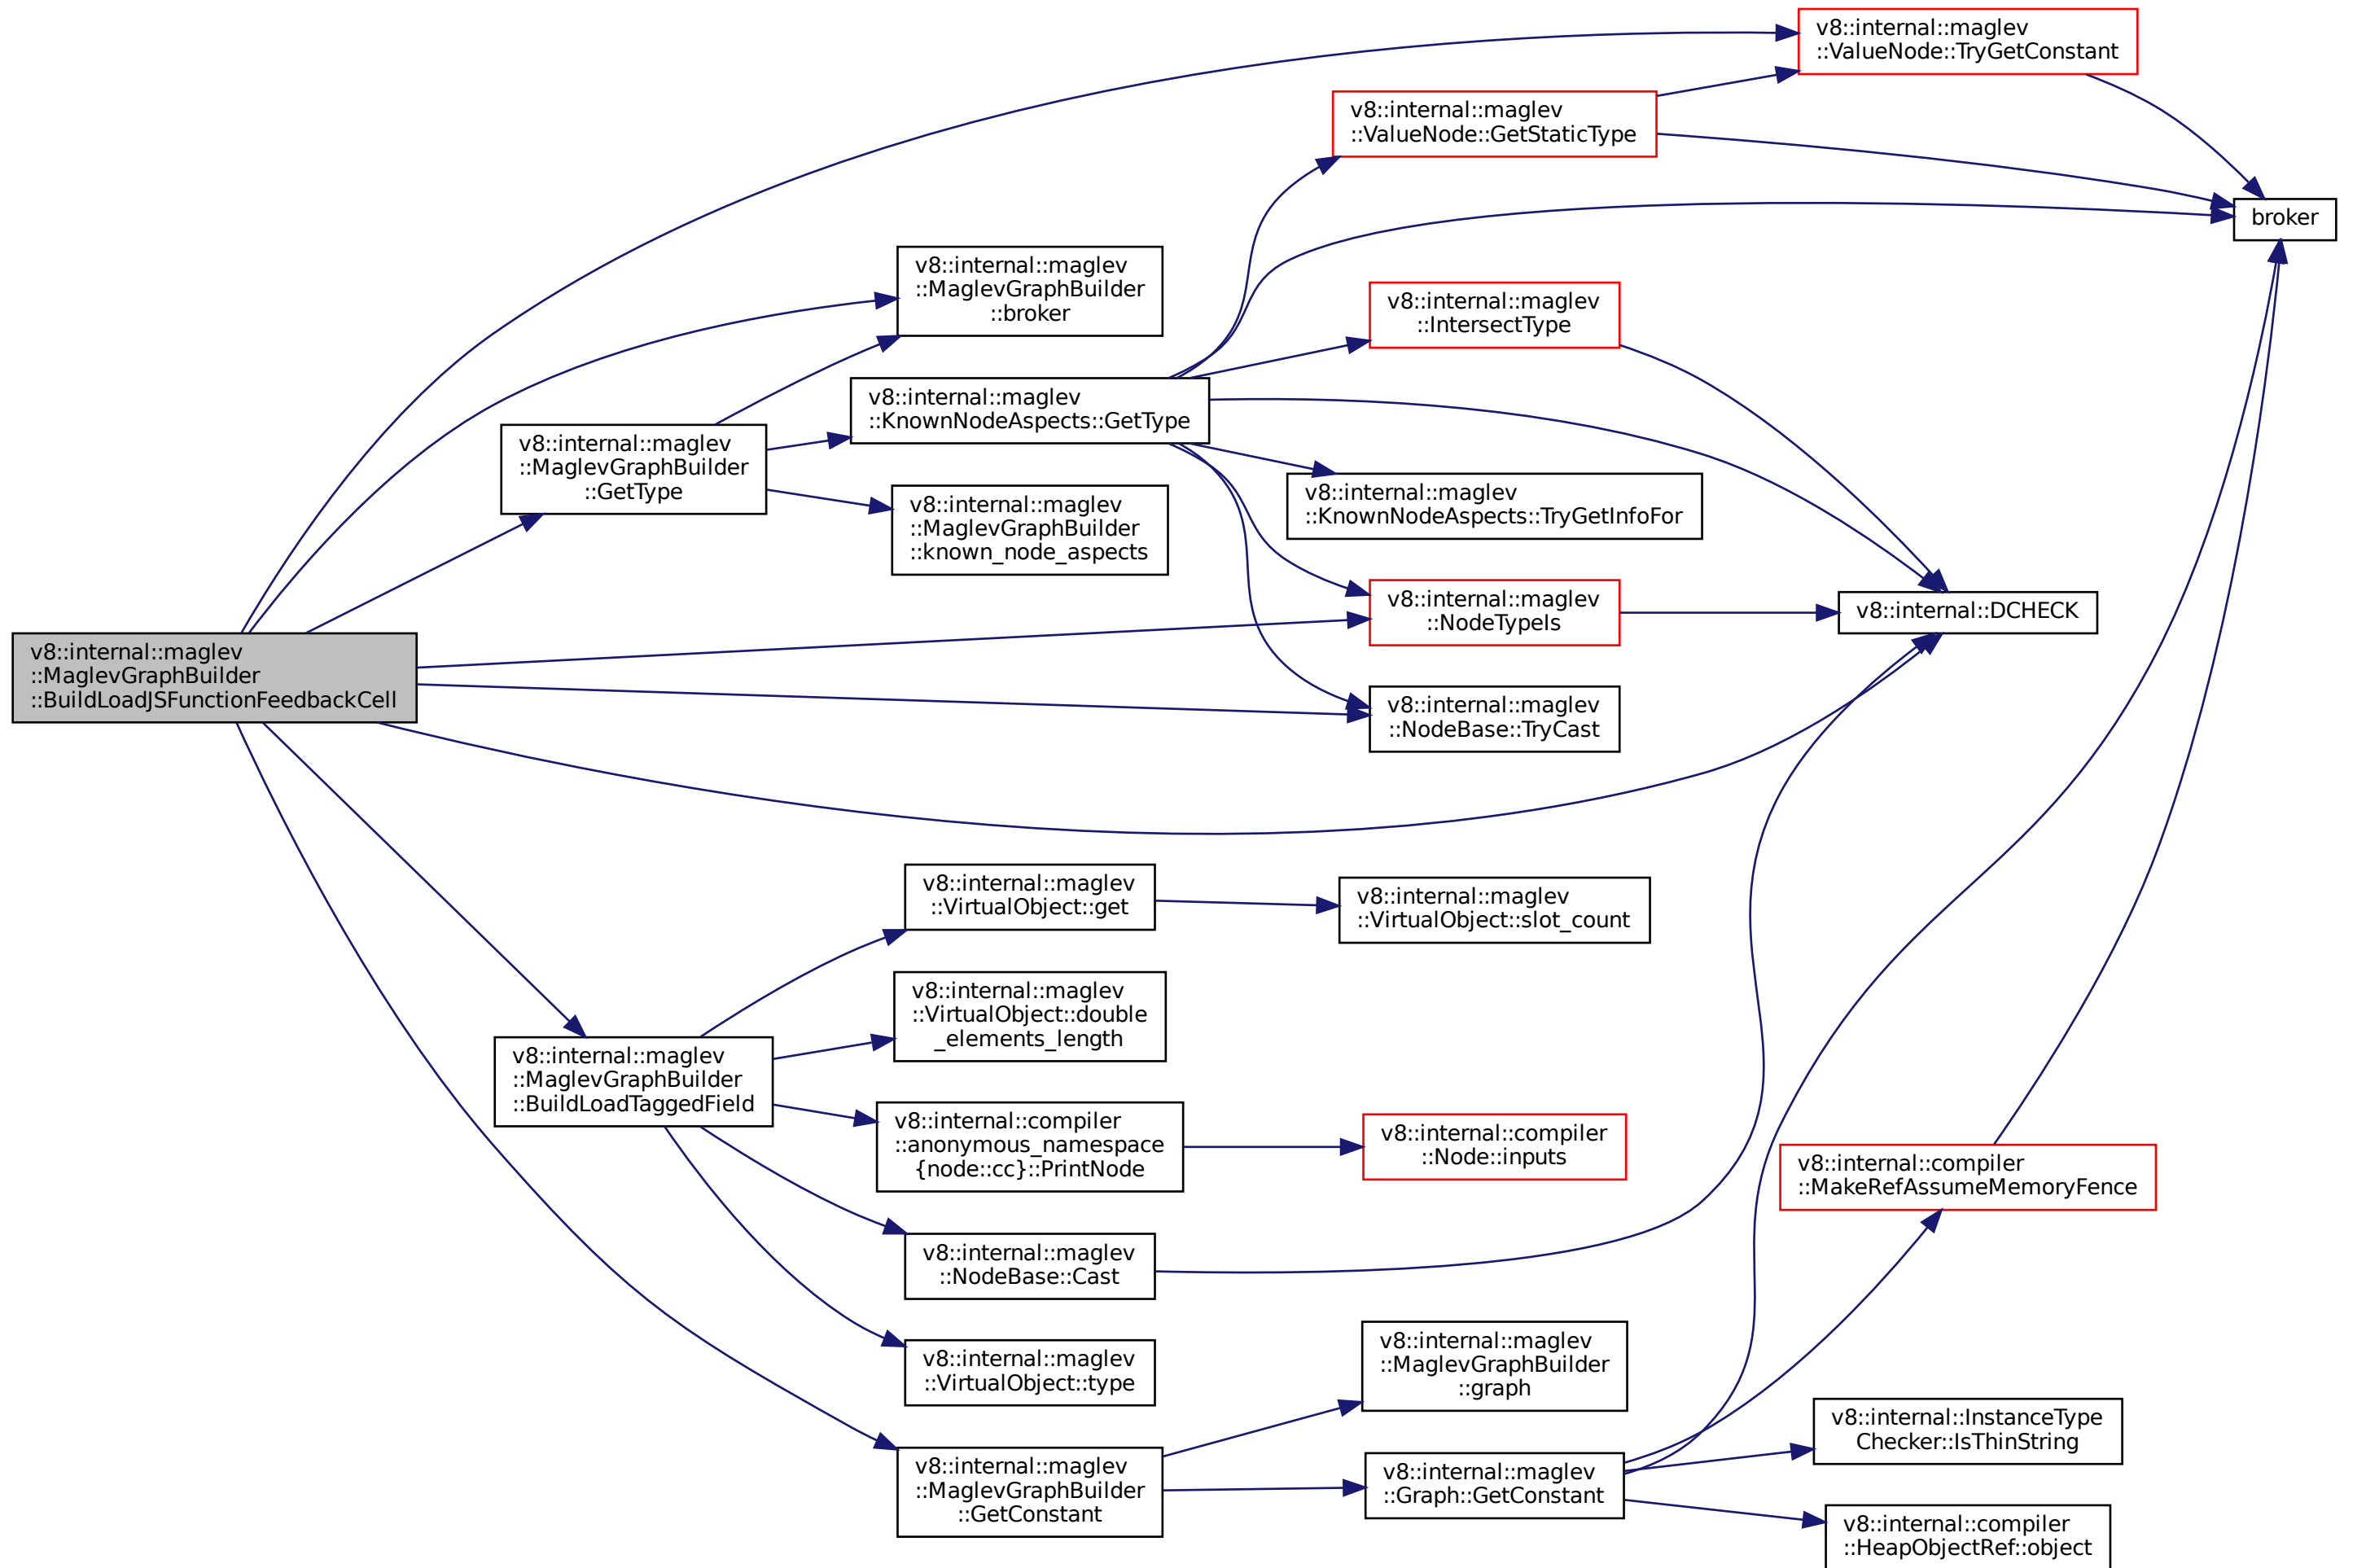 v8::internal::maglev
::ValueNode::TryGetConstant
v8::internal::maglev
::ValueNode::GetStaticType
broker
v8::internal::maglev
::MaglevGraphBuilder
::broker
v8::internal::maglev
::IntersectType
v8::internal::maglev
::KnownNodeAspects::GetType
v8::internal::maglev
::MaglevGraphBuilder
::GetType
v8::internal::maglev
::KnownNodeAspects::TryGetInfoFor
v8::internal::maglev
::MaglevGraphBuilder
::known_node_aspects
v8::internal::maglev
::NodeTypeIs
v8::internal::DCHECK
v8::internal::maglev
::MaglevGraphBuilder
::BuildLoadJSFunctionFeedbackCell
v8::internal::maglev
::NodeBase::TryCast
v8::internal::maglev
::VirtualObject::get
v8::internal::maglev
::VirtualObject::slot_count
v8::internal::maglev
::VirtualObject::double
_elements_length
v8::internal::maglev
::MaglevGraphBuilder
::BuildLoadTaggedField
v8::internal::compiler
::anonymous_namespace
{node::cc}::PrintNode
v8::internal::compiler
::Node::inputs
v8::internal::compiler
::MakeRefAssumeMemoryFence
v8::internal::maglev
::NodeBase::Cast
v8::internal::maglev
::VirtualObject::type
v8::internal::maglev
::MaglevGraphBuilder
::graph
v8::internal::InstanceType
Checker::IsThinString
v8::internal::maglev
::MaglevGraphBuilder
::GetConstant
v8::internal::maglev
::Graph::GetConstant
v8::internal::compiler
::HeapObjectRef::object